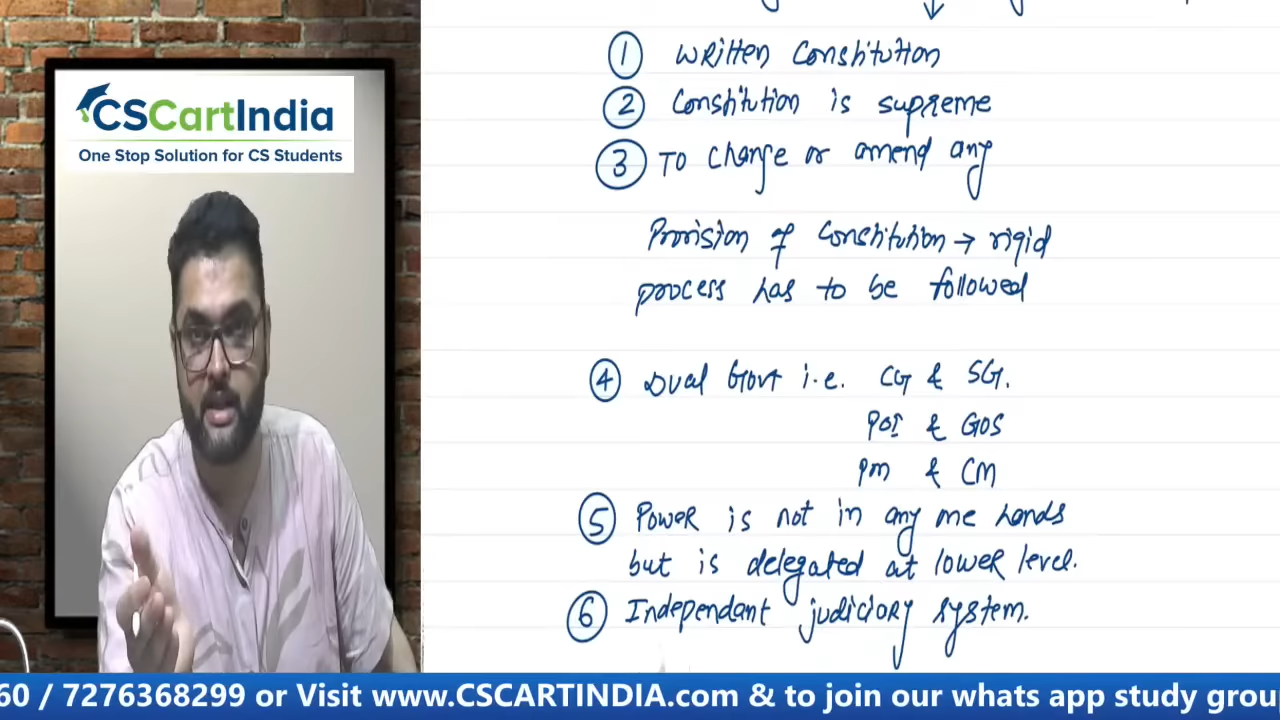 CSCartIndia
One Stop Solution for CS Students
1 Written Constitution
2 Constitution is supreme
3 To change or amend any
Provision of Constitution → rigid
process has to be followed
4 Dual Govt i.e. CG & SG.
POI & GOS
PM & CM
5 Power is not in any one hands
but is delegated at lower level.
6 Independant judiciory system.
60 / 7276368299 or Visit www.CSCARTINDIA.com & to join our whats app study grou